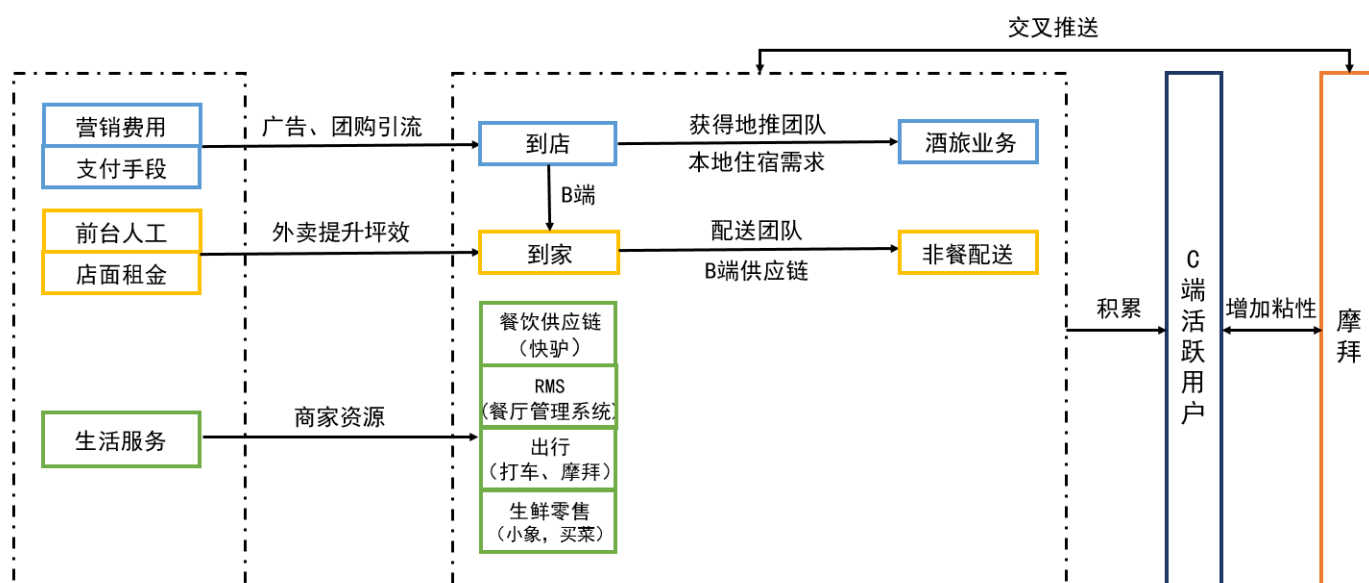 交叉推送
营销费用
支付手段
广告、团购引流
到店
获得地推团队
本地住宿需求
酒旅业务
B端
前台人工
店面租金
外卖提升坪效
到家
配送团队
B端供应链
非餐配送
餐饮供应链
（快驴）
RMS
（餐厅管理系统）
出行
（打车、摩拜）
生鲜零售
（小象，买菜）
生活服务
商家资源
积累
C端活跃用户
增加粘性
摩拜